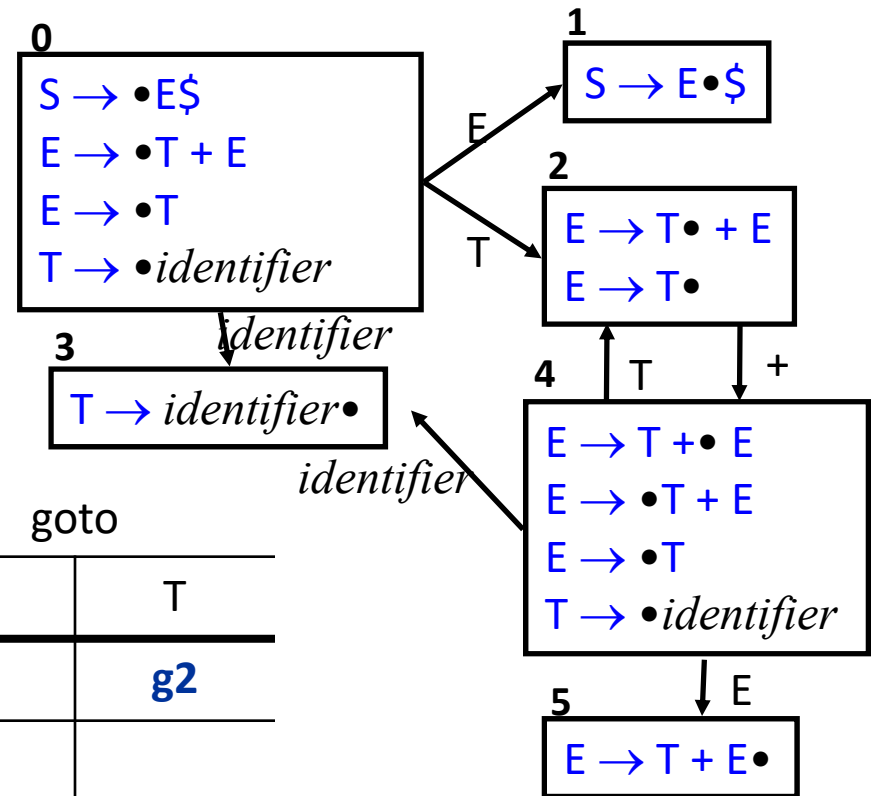 0
S → •E$
E → •T + E
E → •T
T → •identifier
E
1
S → E•$
T
2
E → T• + E
E → T•
identifier
3
T → identifier•
T
+
4
E → T +• E
E → •T + E
E → •T
T → •identifier
identifier
E
5
E → T + E•
goto
T
g2